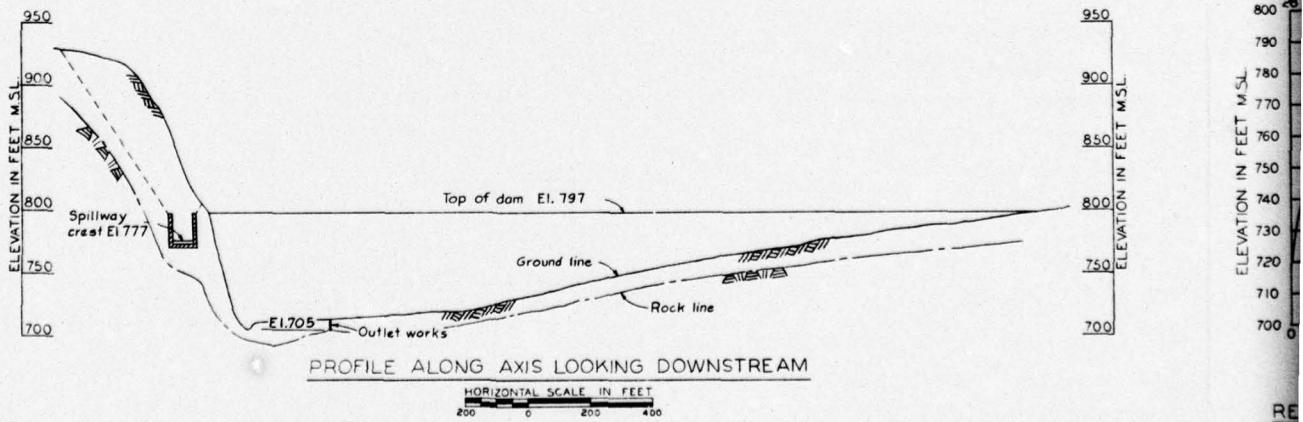 950
900
850
800
750
700
ELEVATION IN FEET M.S.L.
Spillway
crest El.777
Top of dam El. 797
Ground line
Rock line
El.705
Outlet works
PROFILE ALONG AXIS LOOKING DOWNSTREAM
HORIZONTAL SCALE IN FEET
200 0 200 400
950
900
850
800
750
700
ELEVATION IN FEET M.S.L.
800
790
780
770
760
750
740
730
720
710
700
0
ELEVATION IN FEET M.S.L.
RE